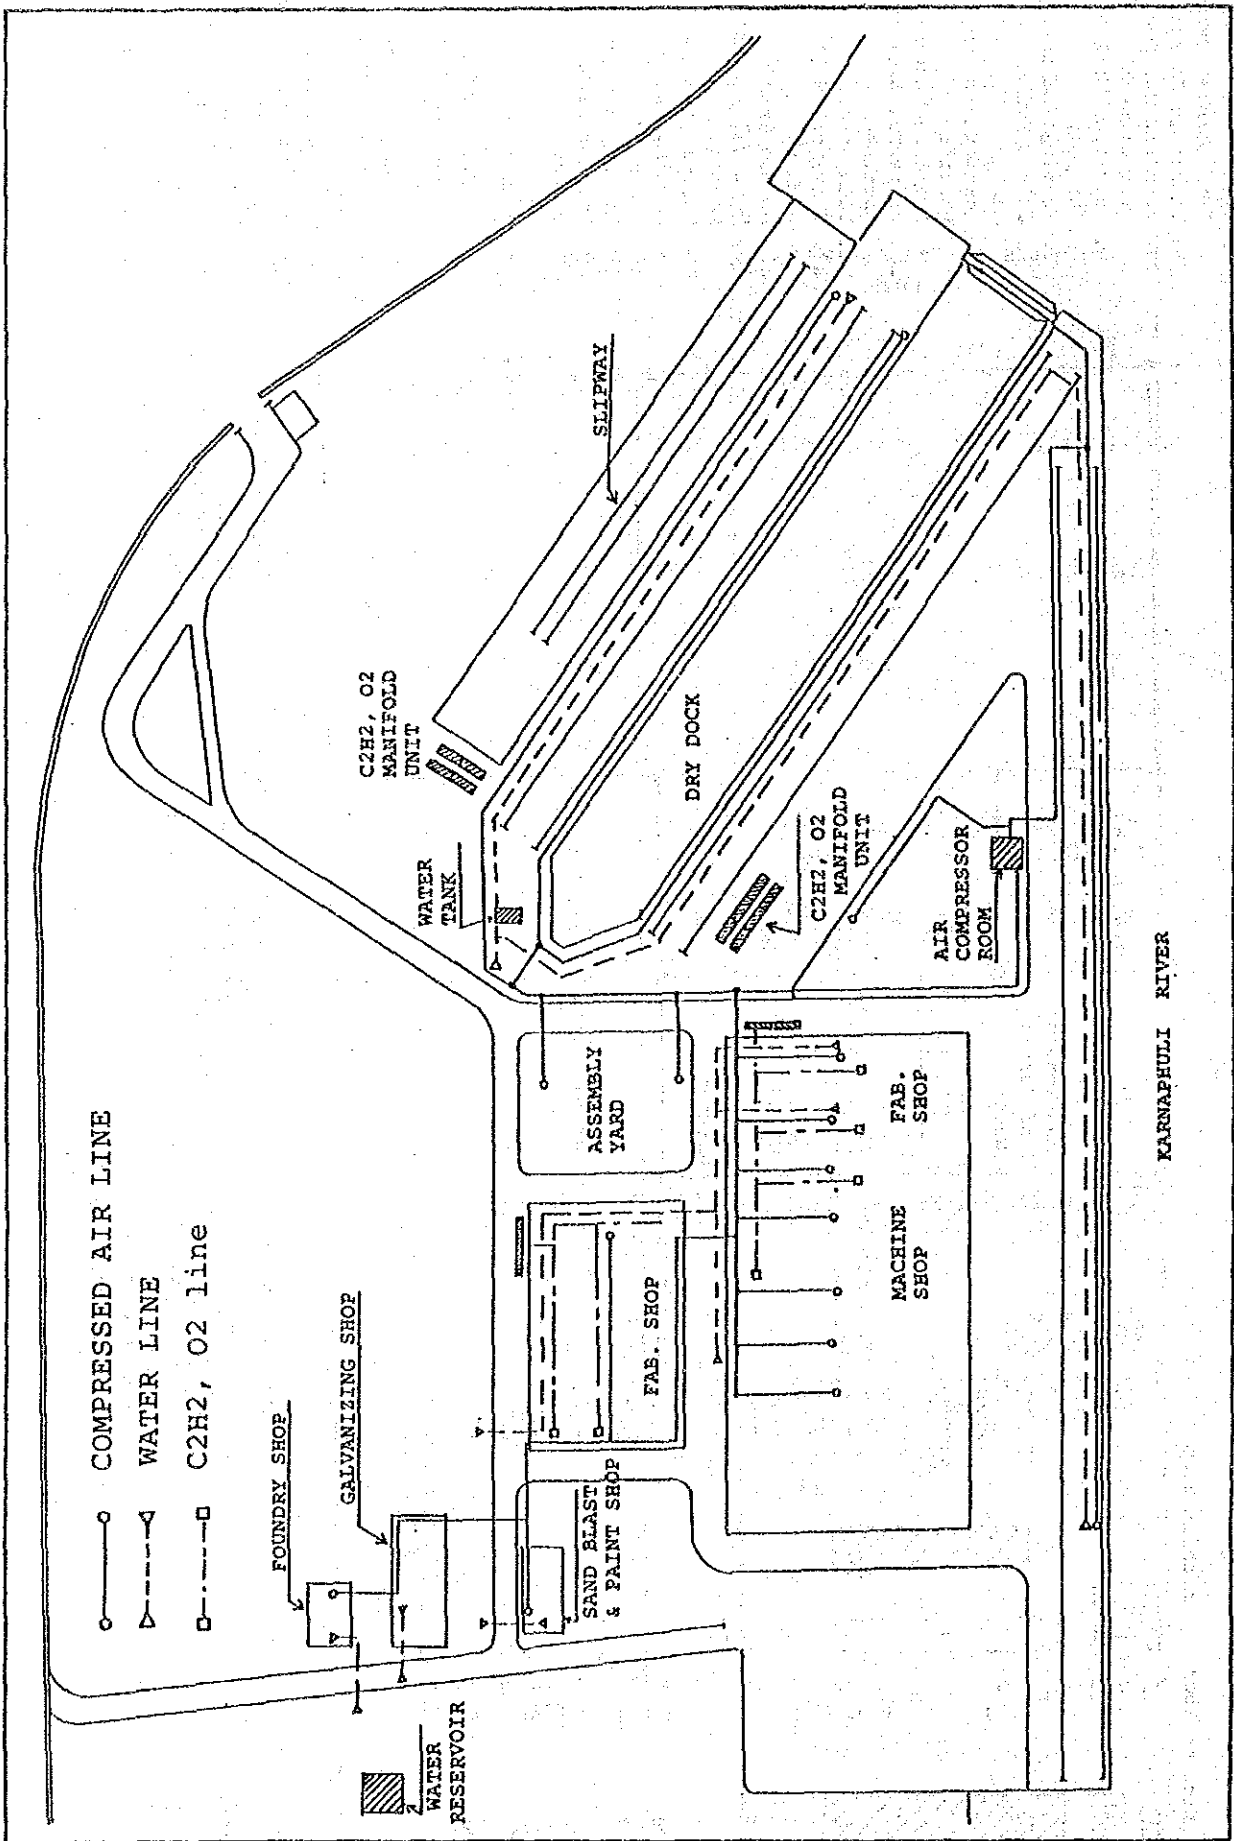 COMPRESSED AIR LINE
WATER LINE
C2H2, O2 line
FOUNDRY SHOP
GALVANIZING SHOP
WATER
RESERVOIR
SAND BLAST
& PAINT SHOP
FAB. SHOP
ASSEMBLY
YARD
WATER
TANK
C2H2, O2
MANIFOLD
UNIT
SLIPWAY
DRY DOCK
C2H2, O2
MANIFOLD
UNIT
AIR
COMPRESSOR
ROOM
FAB.
SHOP
MACHINE
SHOP
KARNAPHULI RIVER